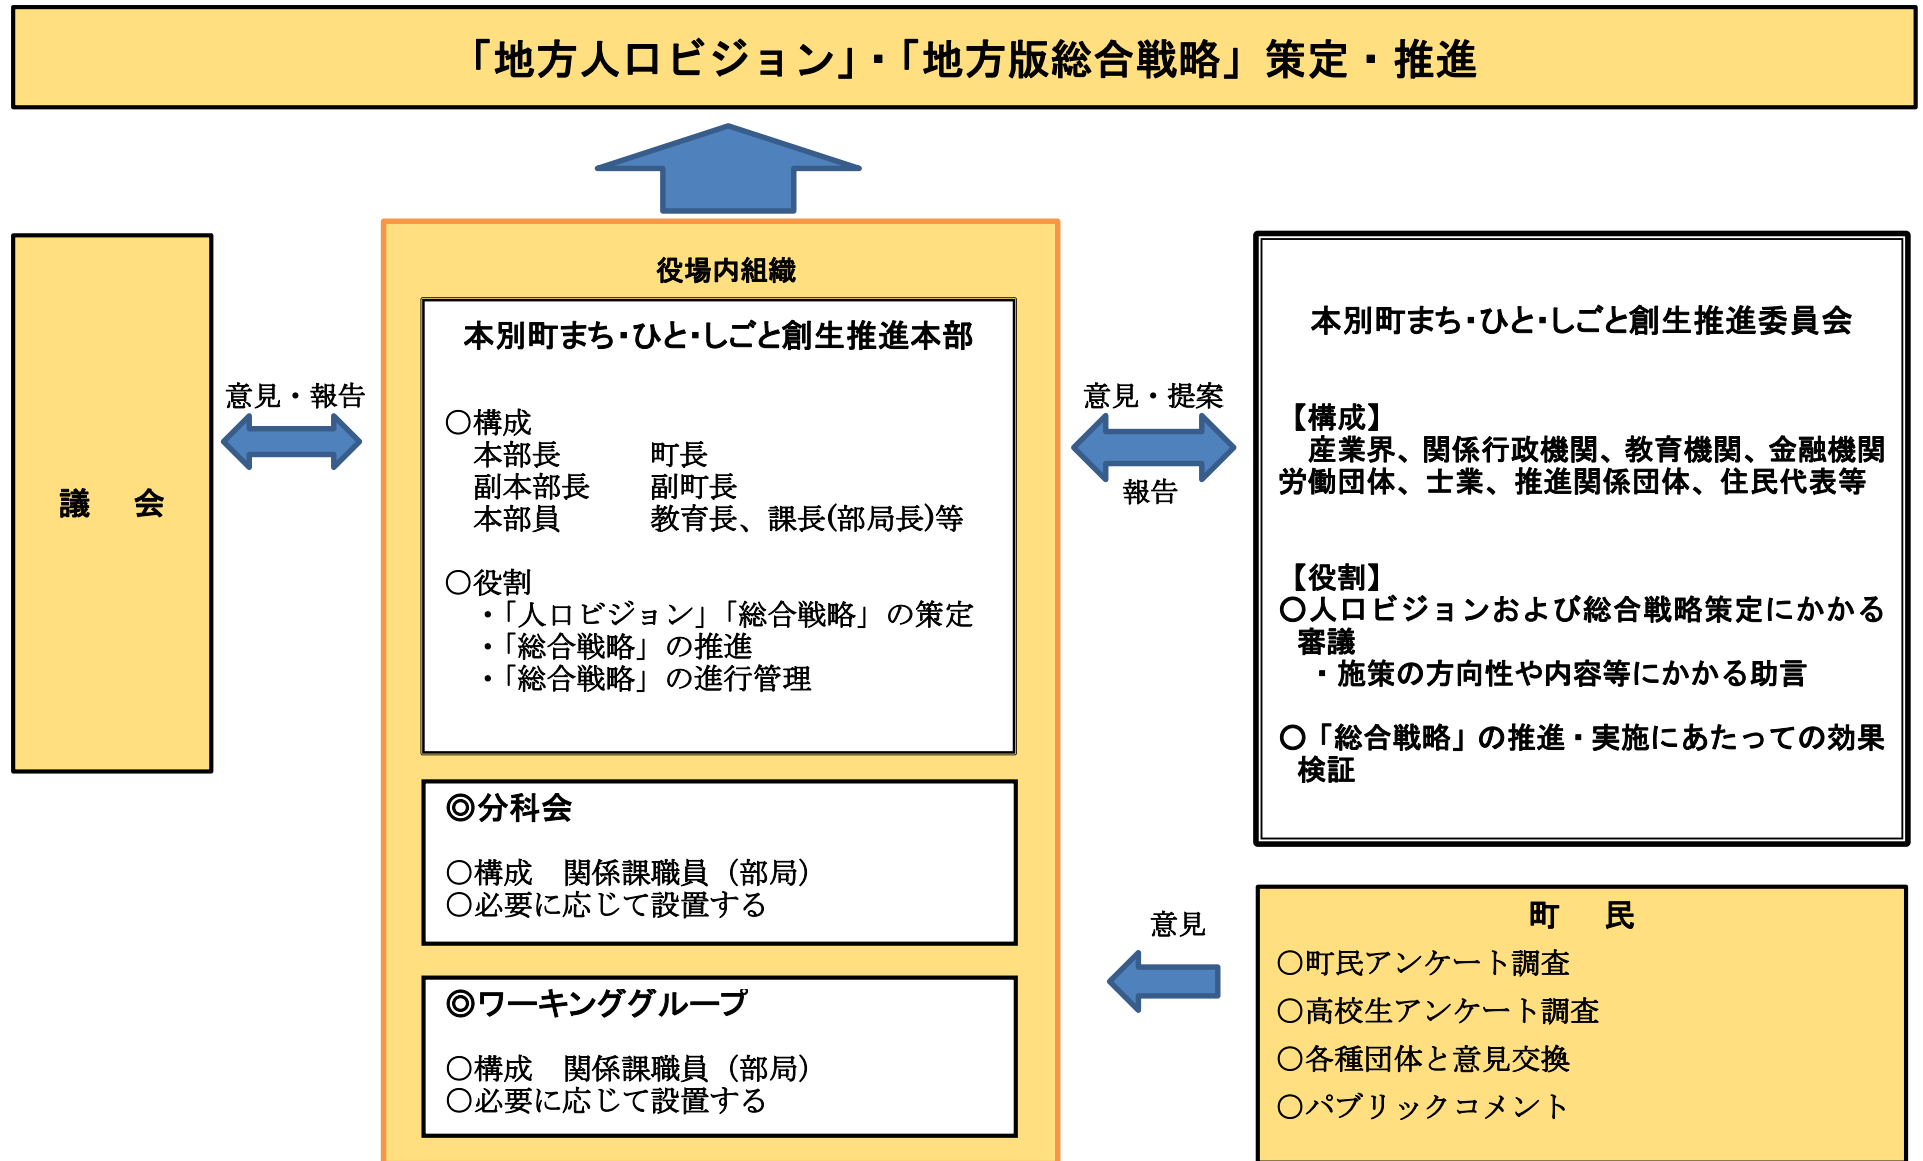 「地方人口ビジョン」・「地方版総合戦略」策定・推進
議　会
意見・報告
役場内組織
本別町まち・ひと・しごと創生推進本部
○構成
本部長　町長
副本部長　副町長
本部員　教育長、課長(部局長)等
○役割
・「人口ビジョン」「総合戦略」の策定
・「総合戦略」の推進
・「総合戦略」の進行管理
◎分科会
○構成　関係課職員（部局）
○必要に応じて設置する
◎ワーキンググループ
○構成　関係課職員（部局）
○必要に応じて設置する
意見・提案
報告
本別町まち・ひと・しごと創生推進委員会
【構成】
産業界、関係行政機関、教育機関、金融機関
労働団体、士業、推進関係団体、住民代表等
【役割】
○人口ビジョンおよび総合戦略策定にかかる
審議
・施策の方向性や内容等にかかる助言
○「総合戦略」の推進・実施にあたっての効果
検証
意見
町　民
○町民アンケート調査
○高校生アンケート調査
○各種団体と意見交換
○パブリックコメント